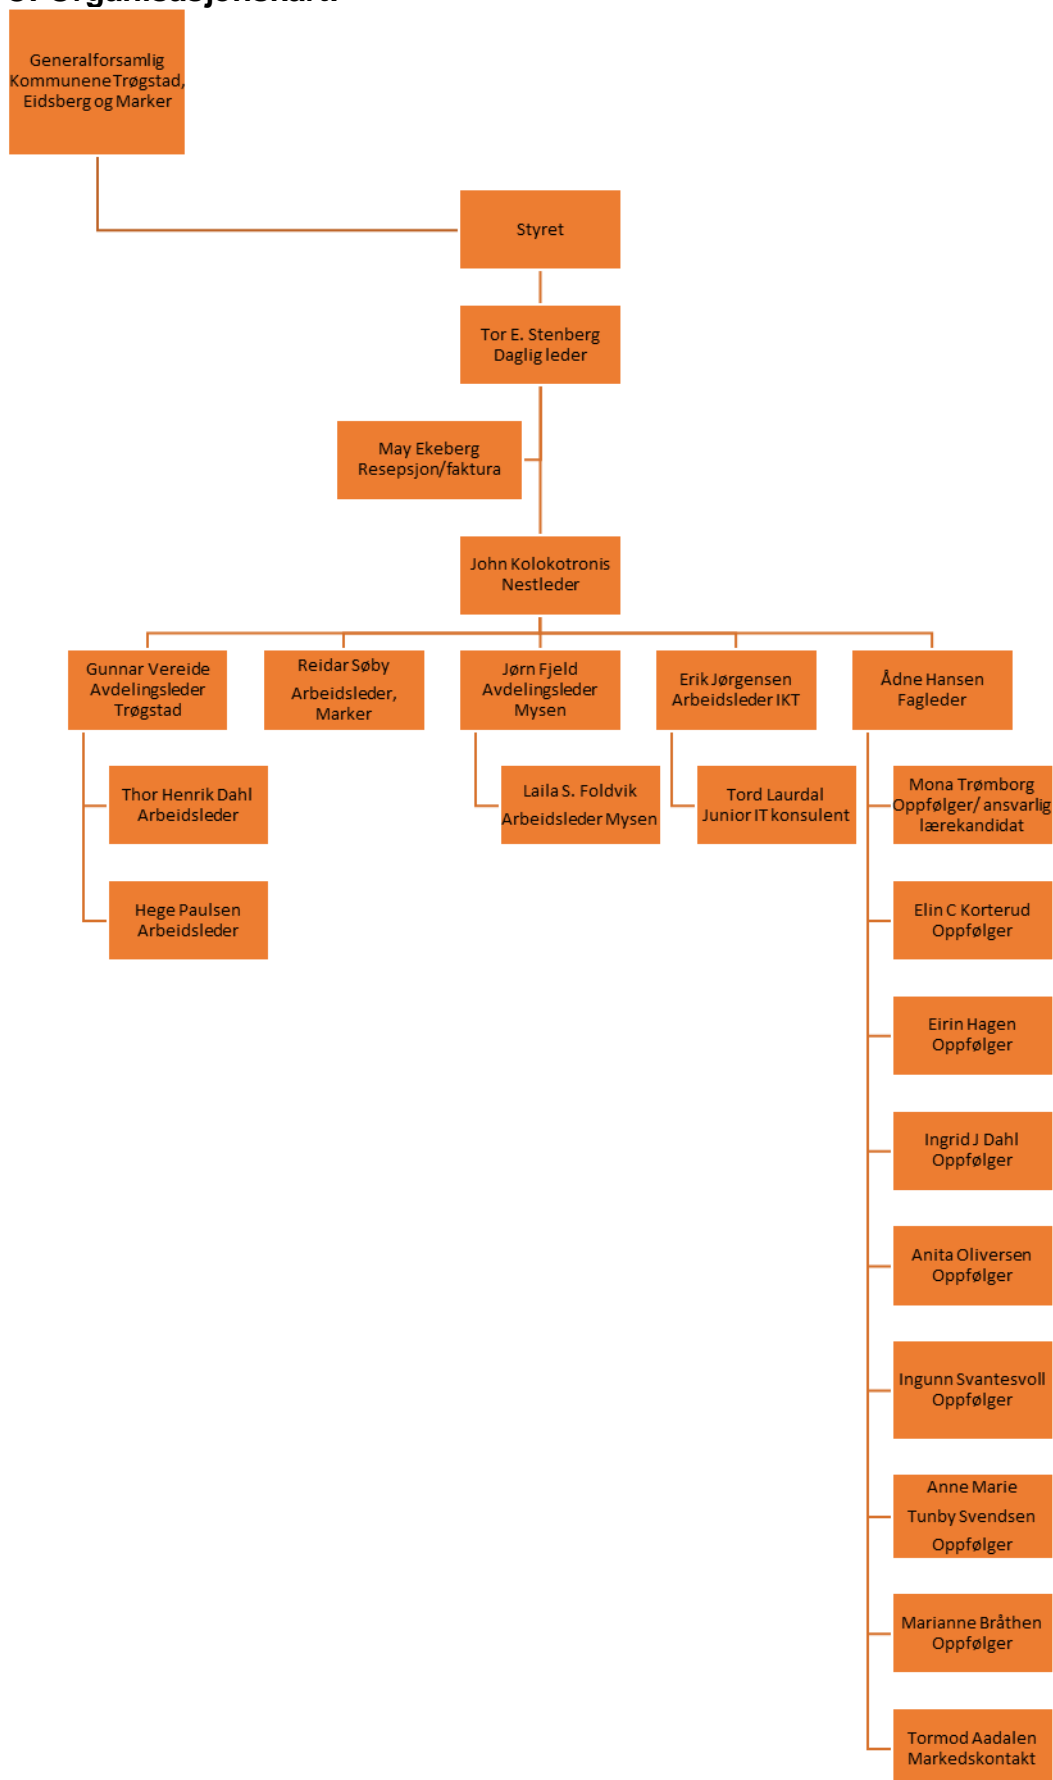 Generalforsamlig
Kommunene Trøgstad,
Eidsberg og Marker
Styret
Tor E. Stenberg
Daglig leder
May Ekeberg
Resepsjon/faktura
John Kolokotronis
Nestleder
Gunnar Vereide
Avdelingsleder
Trøgstad
Reidar Søby
Arbeidsleder,
Marker
Jørn Fjeld
Avdelingsleder
Mysen
Erik Jørgensen
Arbeidsleder IKT
Ådne Hansen
Fagleder
Thor Henrik Dahl
Arbeidsleder
Hege Paulsen
Arbeidsleder
Laila S. Foldvik
Arbeidsleder Mysen
Tord Laurdal
Junior IT konsulent
Mona Trømborg
Oppfølger/ ansvarlig
lærekandidat
Elin C Korterud
Oppfølger
Eirin Hagen
Oppfølger
Ingrid J Dahl
Oppfølger
Anita Oliversen
Oppfølger
Ingunn Svantesvoll
Oppfølger
Anne Marie
Tunby Svendsen
Oppfølger
Marianne Bråthen
Oppfølger
Tormod Aadalen
Markedskontakt